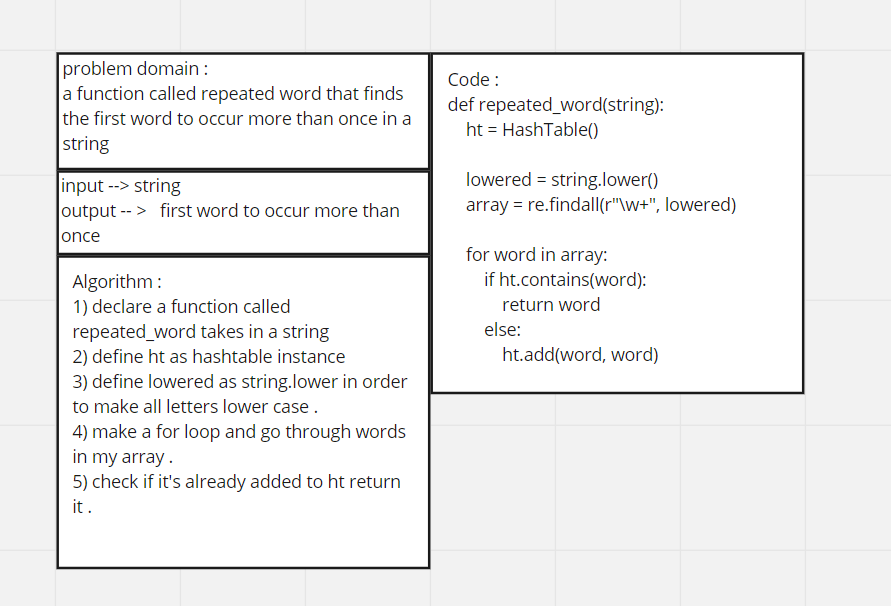 problem domain :
a function called repeated word that finds
the first word to occur more than once in a
string
input --> string
output -- >   first word to occur more than
once
Algorithm :
1) declare a function called
repeated_word takes in a string
2) define ht as hashtable instance
3) define lowered as string.lower in order
to make all letters lower case .
4) make a for loop and go through words
in my array .
5) check if it's already added to ht return
it .
Code :
def repeated_word(string):
    ht = HashTable()
    lowered = string.lower()
    array = re.findall(r"\w+", lowered)
    for word in array:
        if ht.contains(word):
            return word
        else:
            ht.add(word, word)